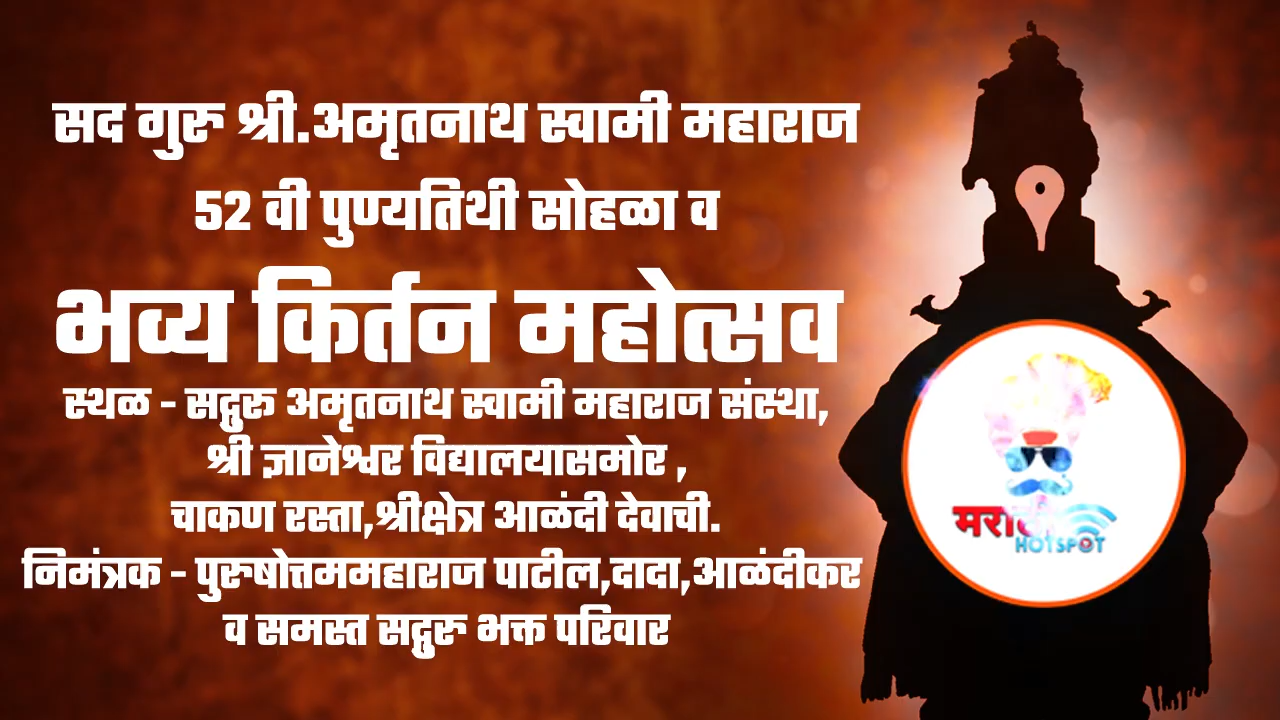 सद गुरु श्री.अमृतनाथ स्वामी महाराज
52 वी पुण्यतिथी सोहळा व
भव्य किर्तन महोत्सव
स्थळ - सद्गुरु अमृतनाथ स्वामी महाराज संस्था,
श्री ज्ञानेश्वर विद्यालयासमोर ,
चाकण रस्ता,श्रीक्षेत्र आळंदी देवाची.
निमंत्रक - पुरुषोत्तममहाराज पाटील,दादा,आळंदीकर
व समस्त सद्गुरु भक्त परिवार
HOTSPOT